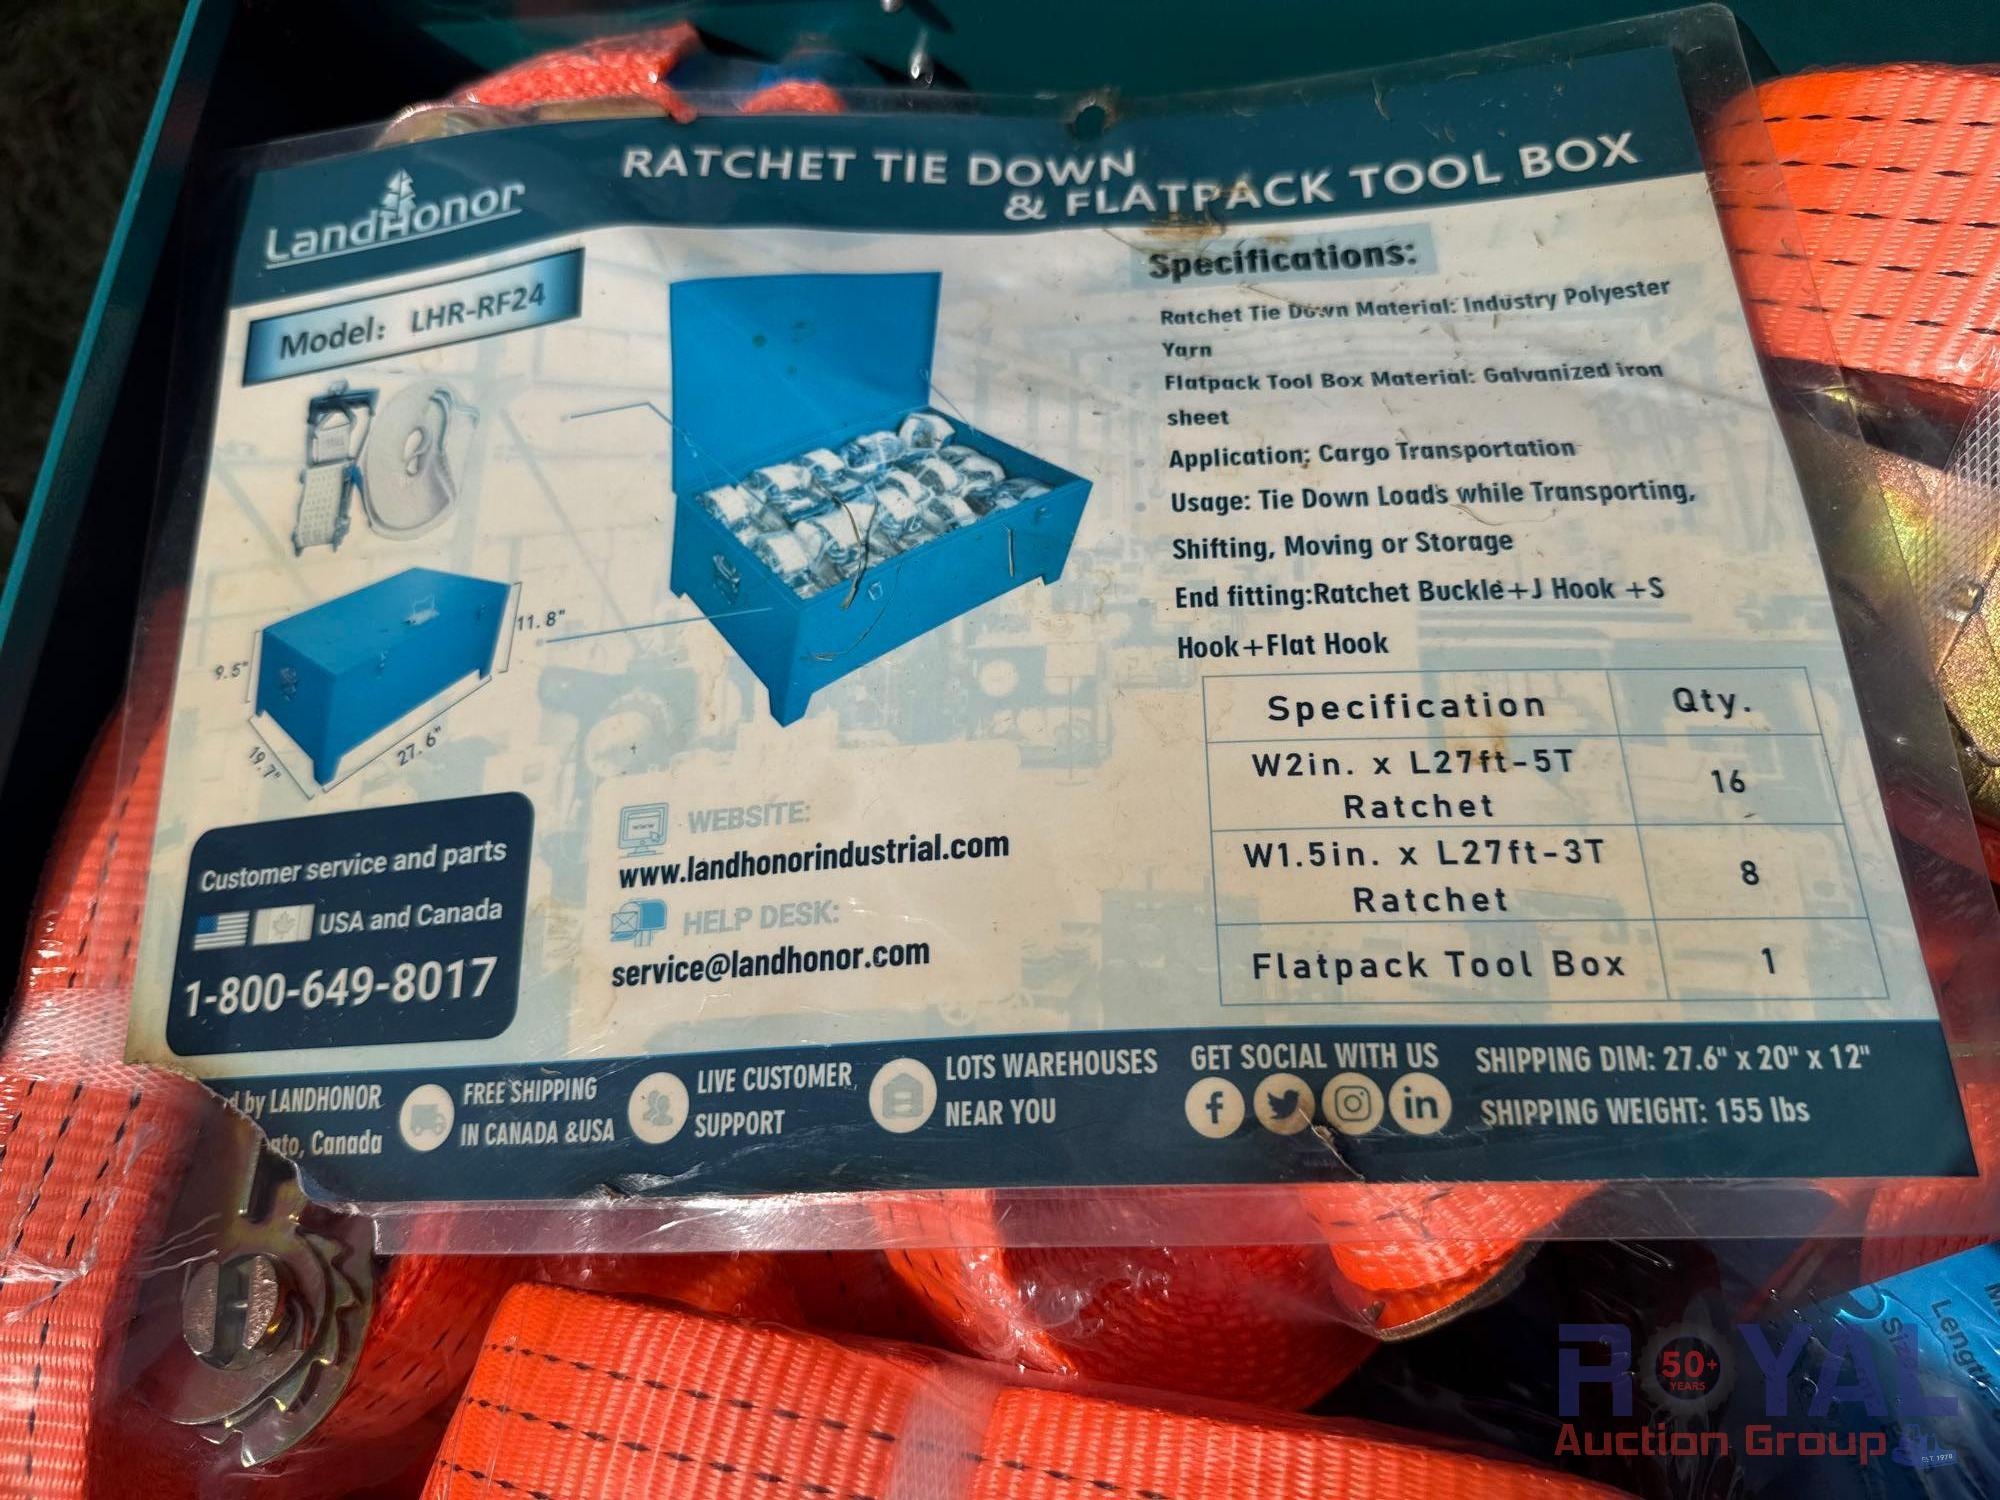 LandHonor
RATCHET TIE DOWN
& FLATPACK TOOL BOX
Model: LHR-RF24
11.8"
9.5"
19.7"
27.6"
Specifications:
Ratchet Tie Down Material: Industry Polyester
Yarn
Flatpack Tool Box Material: Galvanized iron
sheet
Application: Cargo Transportation
Usage: Tie Down Loads while Transporting,
Shifting, Moving or Storage
End fitting:Ratchet Buckle+J Hook +S
Hook+Flat Hook
Specification Qty.
W2in. x L27ft-5T
Ratchet
16
W1.5in. x L27ft-3T
Ratchet
8
Flatpack Tool Box 1
Customer service and parts
USA and Canada
1-800-649-8017
WWW
WEBSITE:
www.landhonorindustrial.com
HELP DESK:
service@landhonor.com
by LANDHONOR
Canada
FREE SHIPPING
IN CANADA &USA
LIVE CUSTOMER
SUPPORT
LOTS WAREHOUSES
NEAR YOU
GET SOCIAL WITH US
f in
SHIPPING DIM: 27.6" x 20" x 12"
SHIPPING WEIGHT: 155 lbs
Size
Length
ROYAL
50+
YEARS
Auction Group
EST. 1970